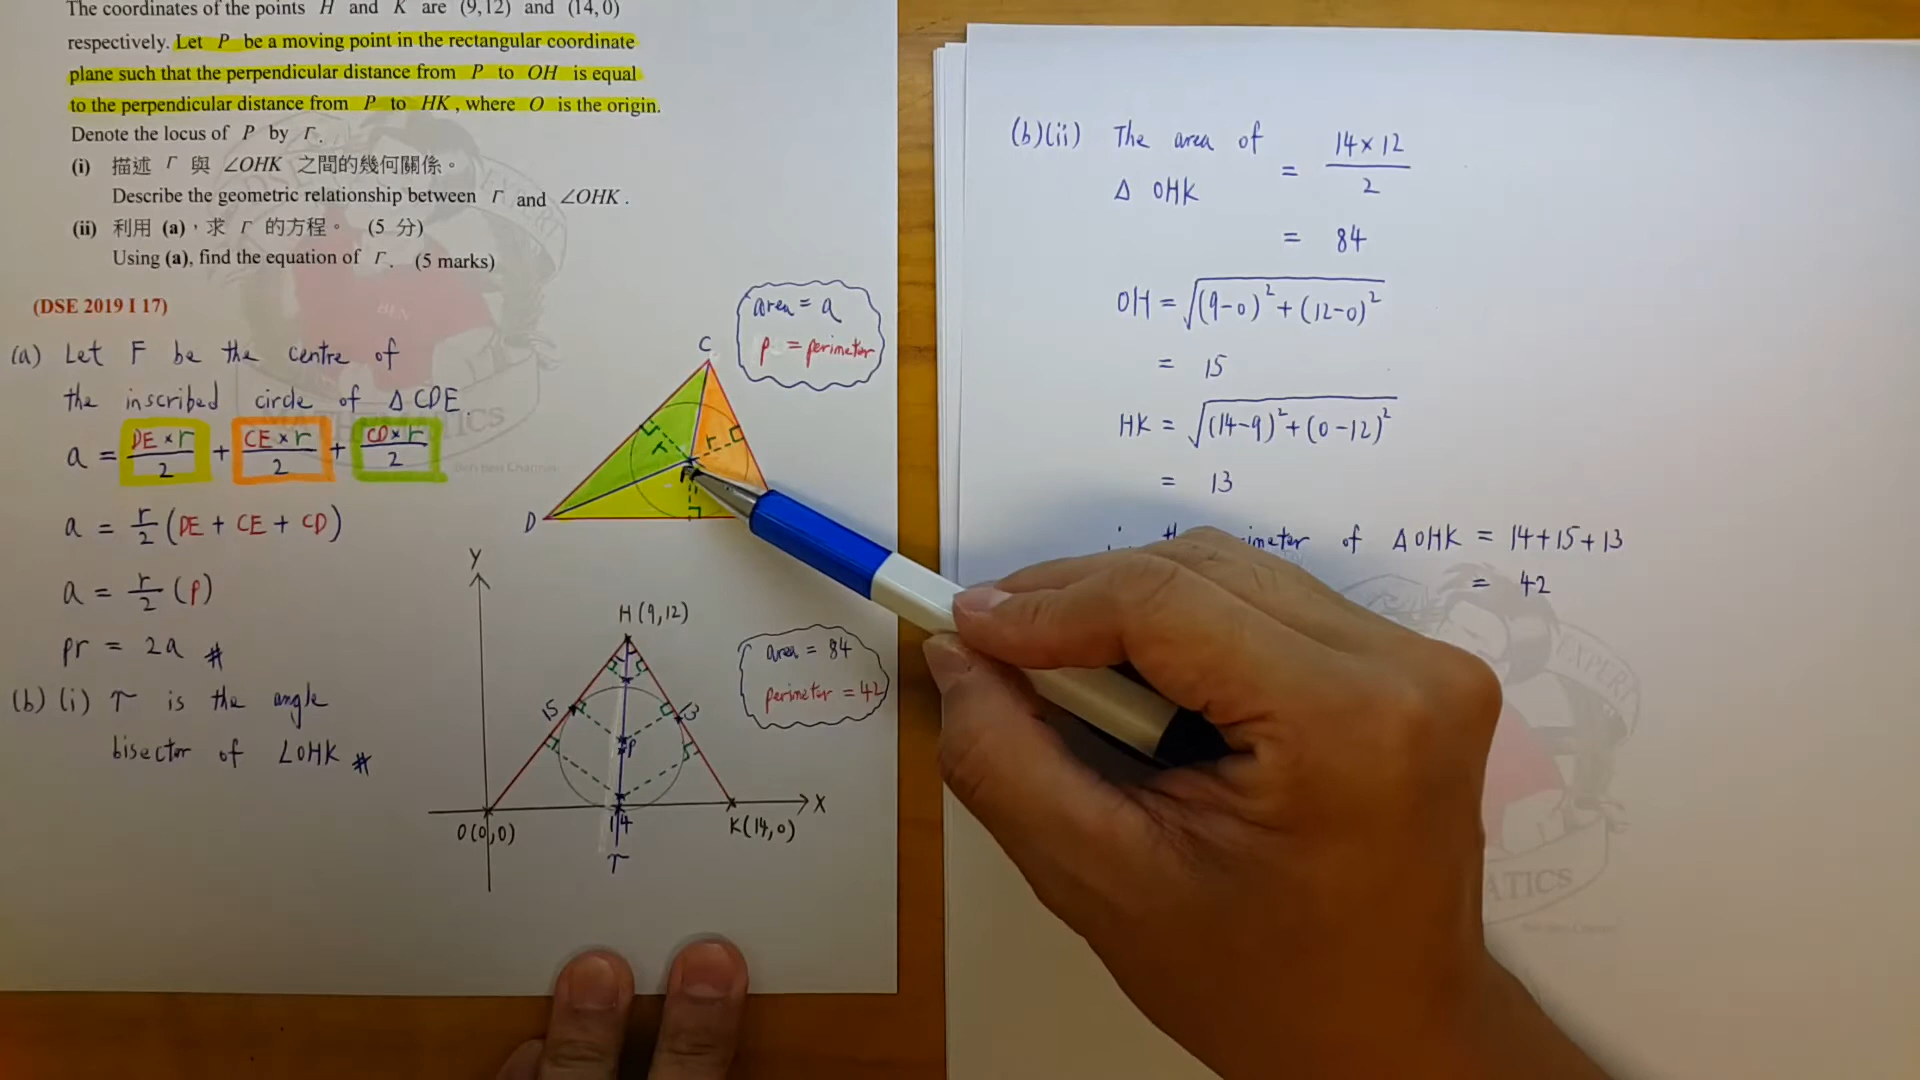 The coordinates of the points H and K are (9,12) and (14,0)
respectively. Let P be a moving point in the rectangular coordinate
plane such that the perpendicular distance from P to OH is equal
to the perpendicular distance from P to HK, where O is the origin.
Denote the locus of P by Γ.
(i) 描述 Γ 與 ∠OHK 之間的幾何關係。
Describe the geometric relationship between Γ and ∠OHK.
(ii) 利用 (a)，求 Γ 的方程。 (5 分)
Using (a), find the equation of Γ. (5 marks)
(DSE 2019 I 17)
(a) Let F be the centre of
the inscribed circle of Δ CDE.
a = DE × r / 2 + CE × r / 2 + CD × r / 2
a = r/2 (DE + CE + CD)
a = r/2 (p)
pr = 2a #
(b) (i) Γ is the angle
bisector of ∠OHK #
area = a
p = perimeter
C
r
r
D
Y
H (9,12)
area = 84
perimeter = 42
15
13
P
X
O(0,0)
14
K(14,0)
Γ
(b)(ii) The area of Δ OHK = 14 × 12 / 2
= 84
OH = √((9-0)² + (12-0)²)
= 15
HK = √((14-9)² + (0-12)²)
= 13
of Δ OHK = 14+15+13
= 42
EXPERT
MATHEMATICS
EXPERT